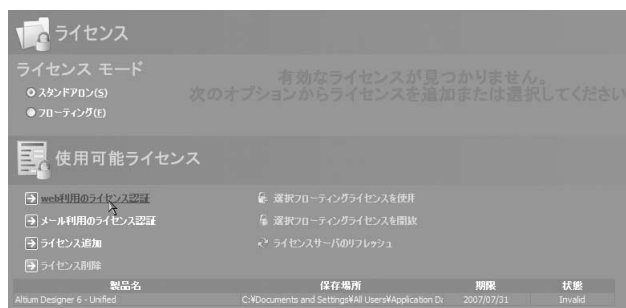 ライセンス
ライセンス モード
有効なライセンスが見つかりません。
次のオプションからライセンスを追加または選択してください
スタンドアロン(S)
フローティング(F)
使用可能ライセンス
web利用のライセンス認証
選択フローティングライセンスを使用
メール利用のライセンス認証
選択フローティングライセンスを開放
ライセンス追加
ライセンスサーバのリフレッシュ
ライセンス削除
製品名 保存場所 期限 状態
Altium Designer 6 - Unified C:¥Documents and Settings¥All Users¥Application Dc 2007/07/31 Invalid